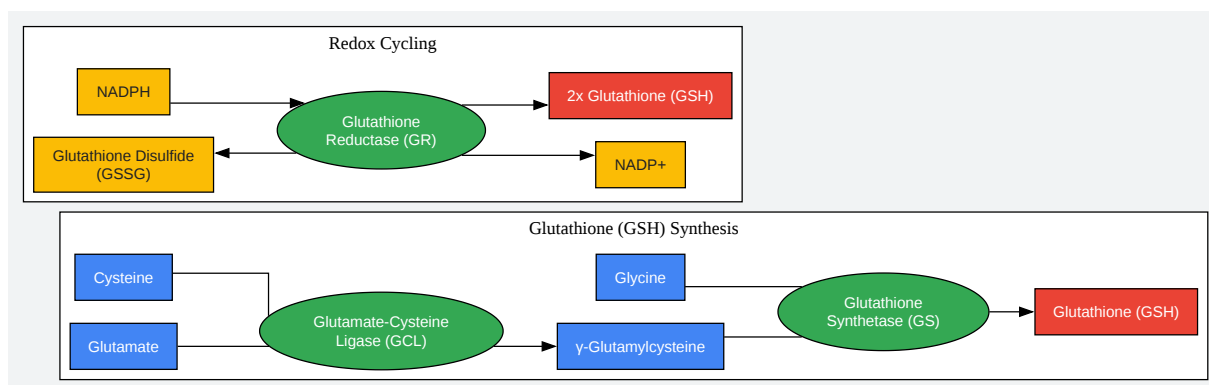 Redox Cycling
NADPH
2x Glutathione (GSH)
Glutathione
Reductase (GR)
Glutathione Disulfide
(GSSG)
NADP+
Glutathione (GSH) Synthesis
Cysteine
Glycine
Glutathione
Synthetase (GS)
Glutathione (GSH)
Glutamate-Cysteine
Ligase (GCL)
Glutamate
γ-Glutamylcysteine